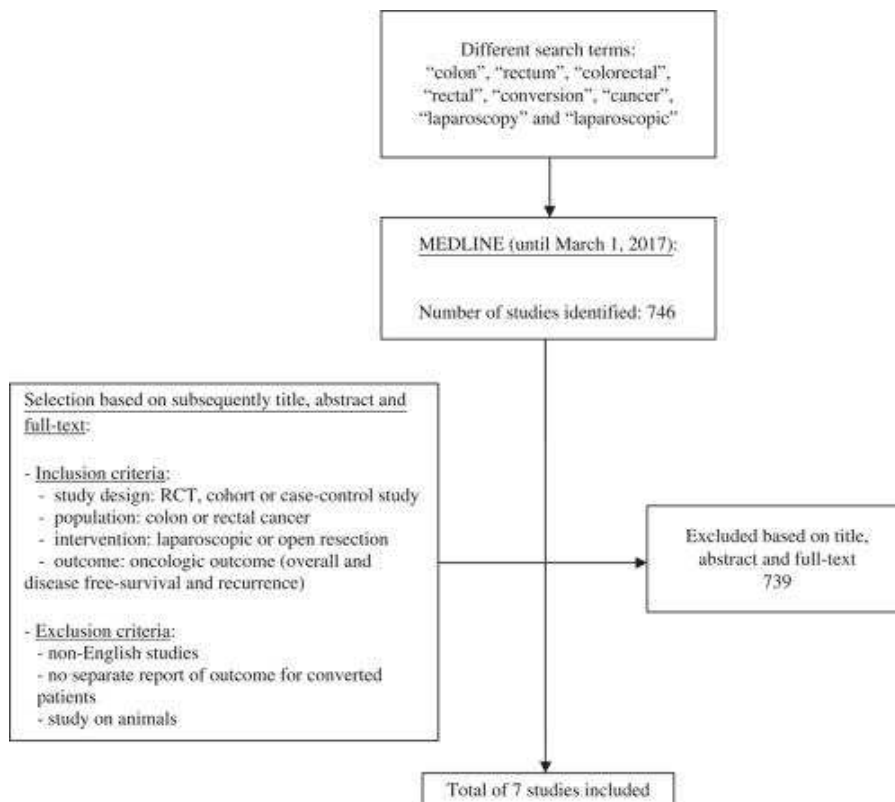 Different search terms:
“colon”, “rectum”, “colorectal”,
“rectal”, “conversion”, “cancer”,
“laparoscopy” and “laparoscopic”
MEDLINE (until March 1, 2017):
Number of studies identified: 746
Selection based on subsequently title, abstract and
full-text:
- Inclusion criteria:
- study design: RCT, cohort or case-control study
- population: colon or rectal cancer
- intervention: laparoscopic or open resection
- outcome: oncologic outcome (overall and
disease free-survival and recurrence)
- Exclusion criteria:
- non-English studies
- no separate report of outcome for converted
patients
- study on animals
Excluded based on title,
abstract and full-text
739
Total of 7 studies included